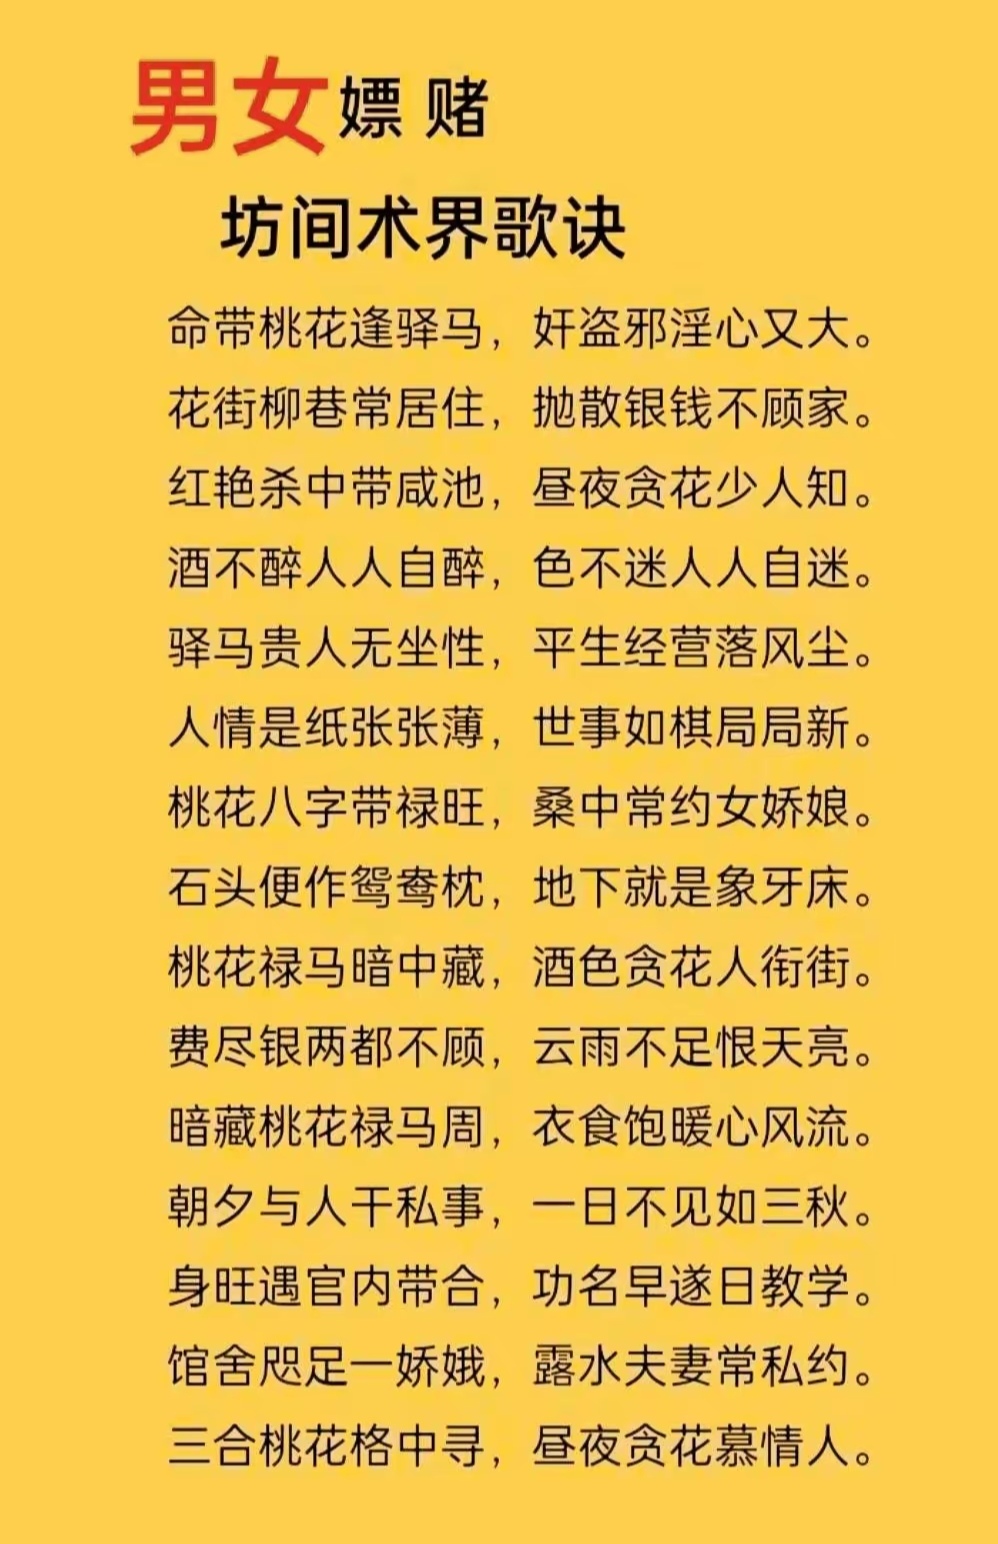 男女嫖 赌
坊间术界歌诀
命带桃花逢驿马，奸盗邪淫心又大。
花街柳巷常居住，抛散银钱不顾家。
红艳杀中带咸池，昼夜贪花少人知。
酒不醉人人自醉，色不迷人人自迷。
驿马贵人无坐性，平生经营落风尘。
人情是纸张张薄，世事如棋局局新。
桃花八字带禄旺，桑中常约女娇娘。
石头便作鸳鸯枕，地下就是象牙床。
桃花禄马暗中藏，酒色贪花人衔街。
费尽银两都不顾，云雨不足恨天亮。
暗藏桃花禄马周，衣食饱暖心风流。
朝夕与人干私事，一日不见如三秋。
身旺遇官内带合，功名早遂日教学。
馆舍咫足一娇娥，露水夫妻常私约。
三合桃花格中寻，昼夜贪花慕情人。